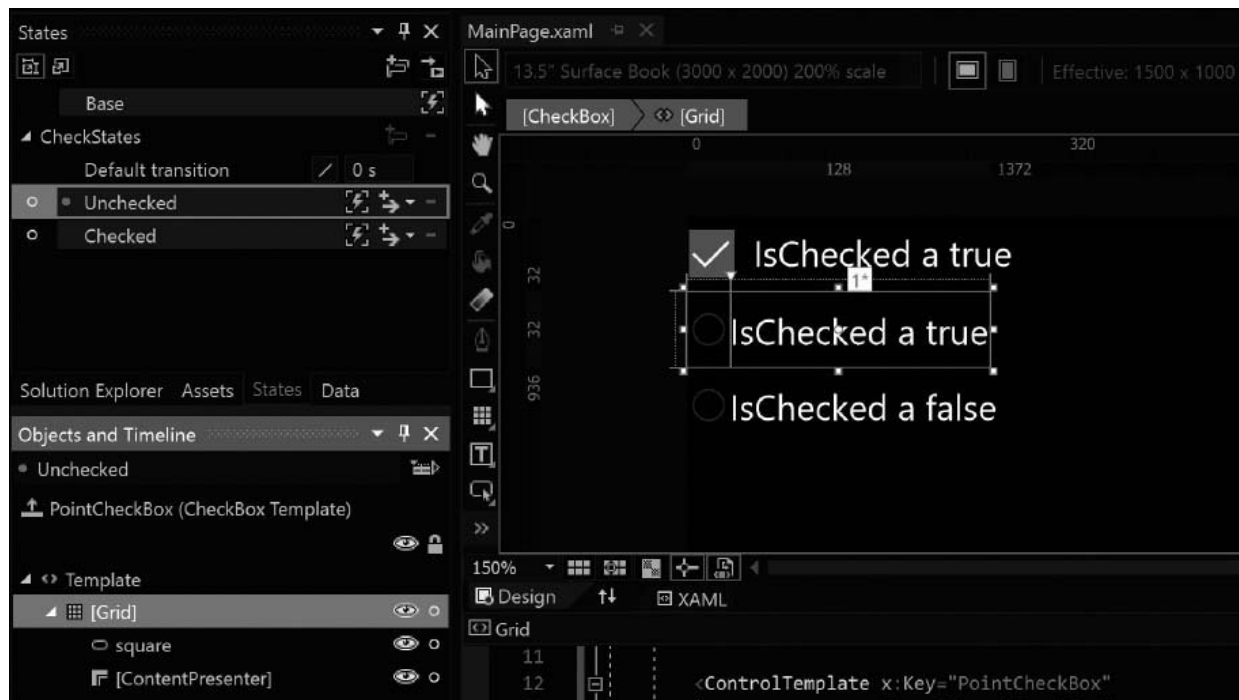 States
Base
CheckStates
Default transition 0 s
Unchecked
Checked
Solution Explorer Assets States Data
Objects and Timeline
Unchecked
PointCheckBox (CheckBox Template)
Template
[Grid]
square
[ContentPresenter]
MainPage.xaml
13.5" Surface Book (3000 x 2000) 200% scale Effective: 1500 x 1000
[CheckBox] [Grid]
0 320
128 1372
0
32
32
936
IsChecked a true
1*
IsChecked a true
IsChecked a false
150%
Design XAML
Grid
11
12 <ControlTemplate x:Key="PointCheckBox"